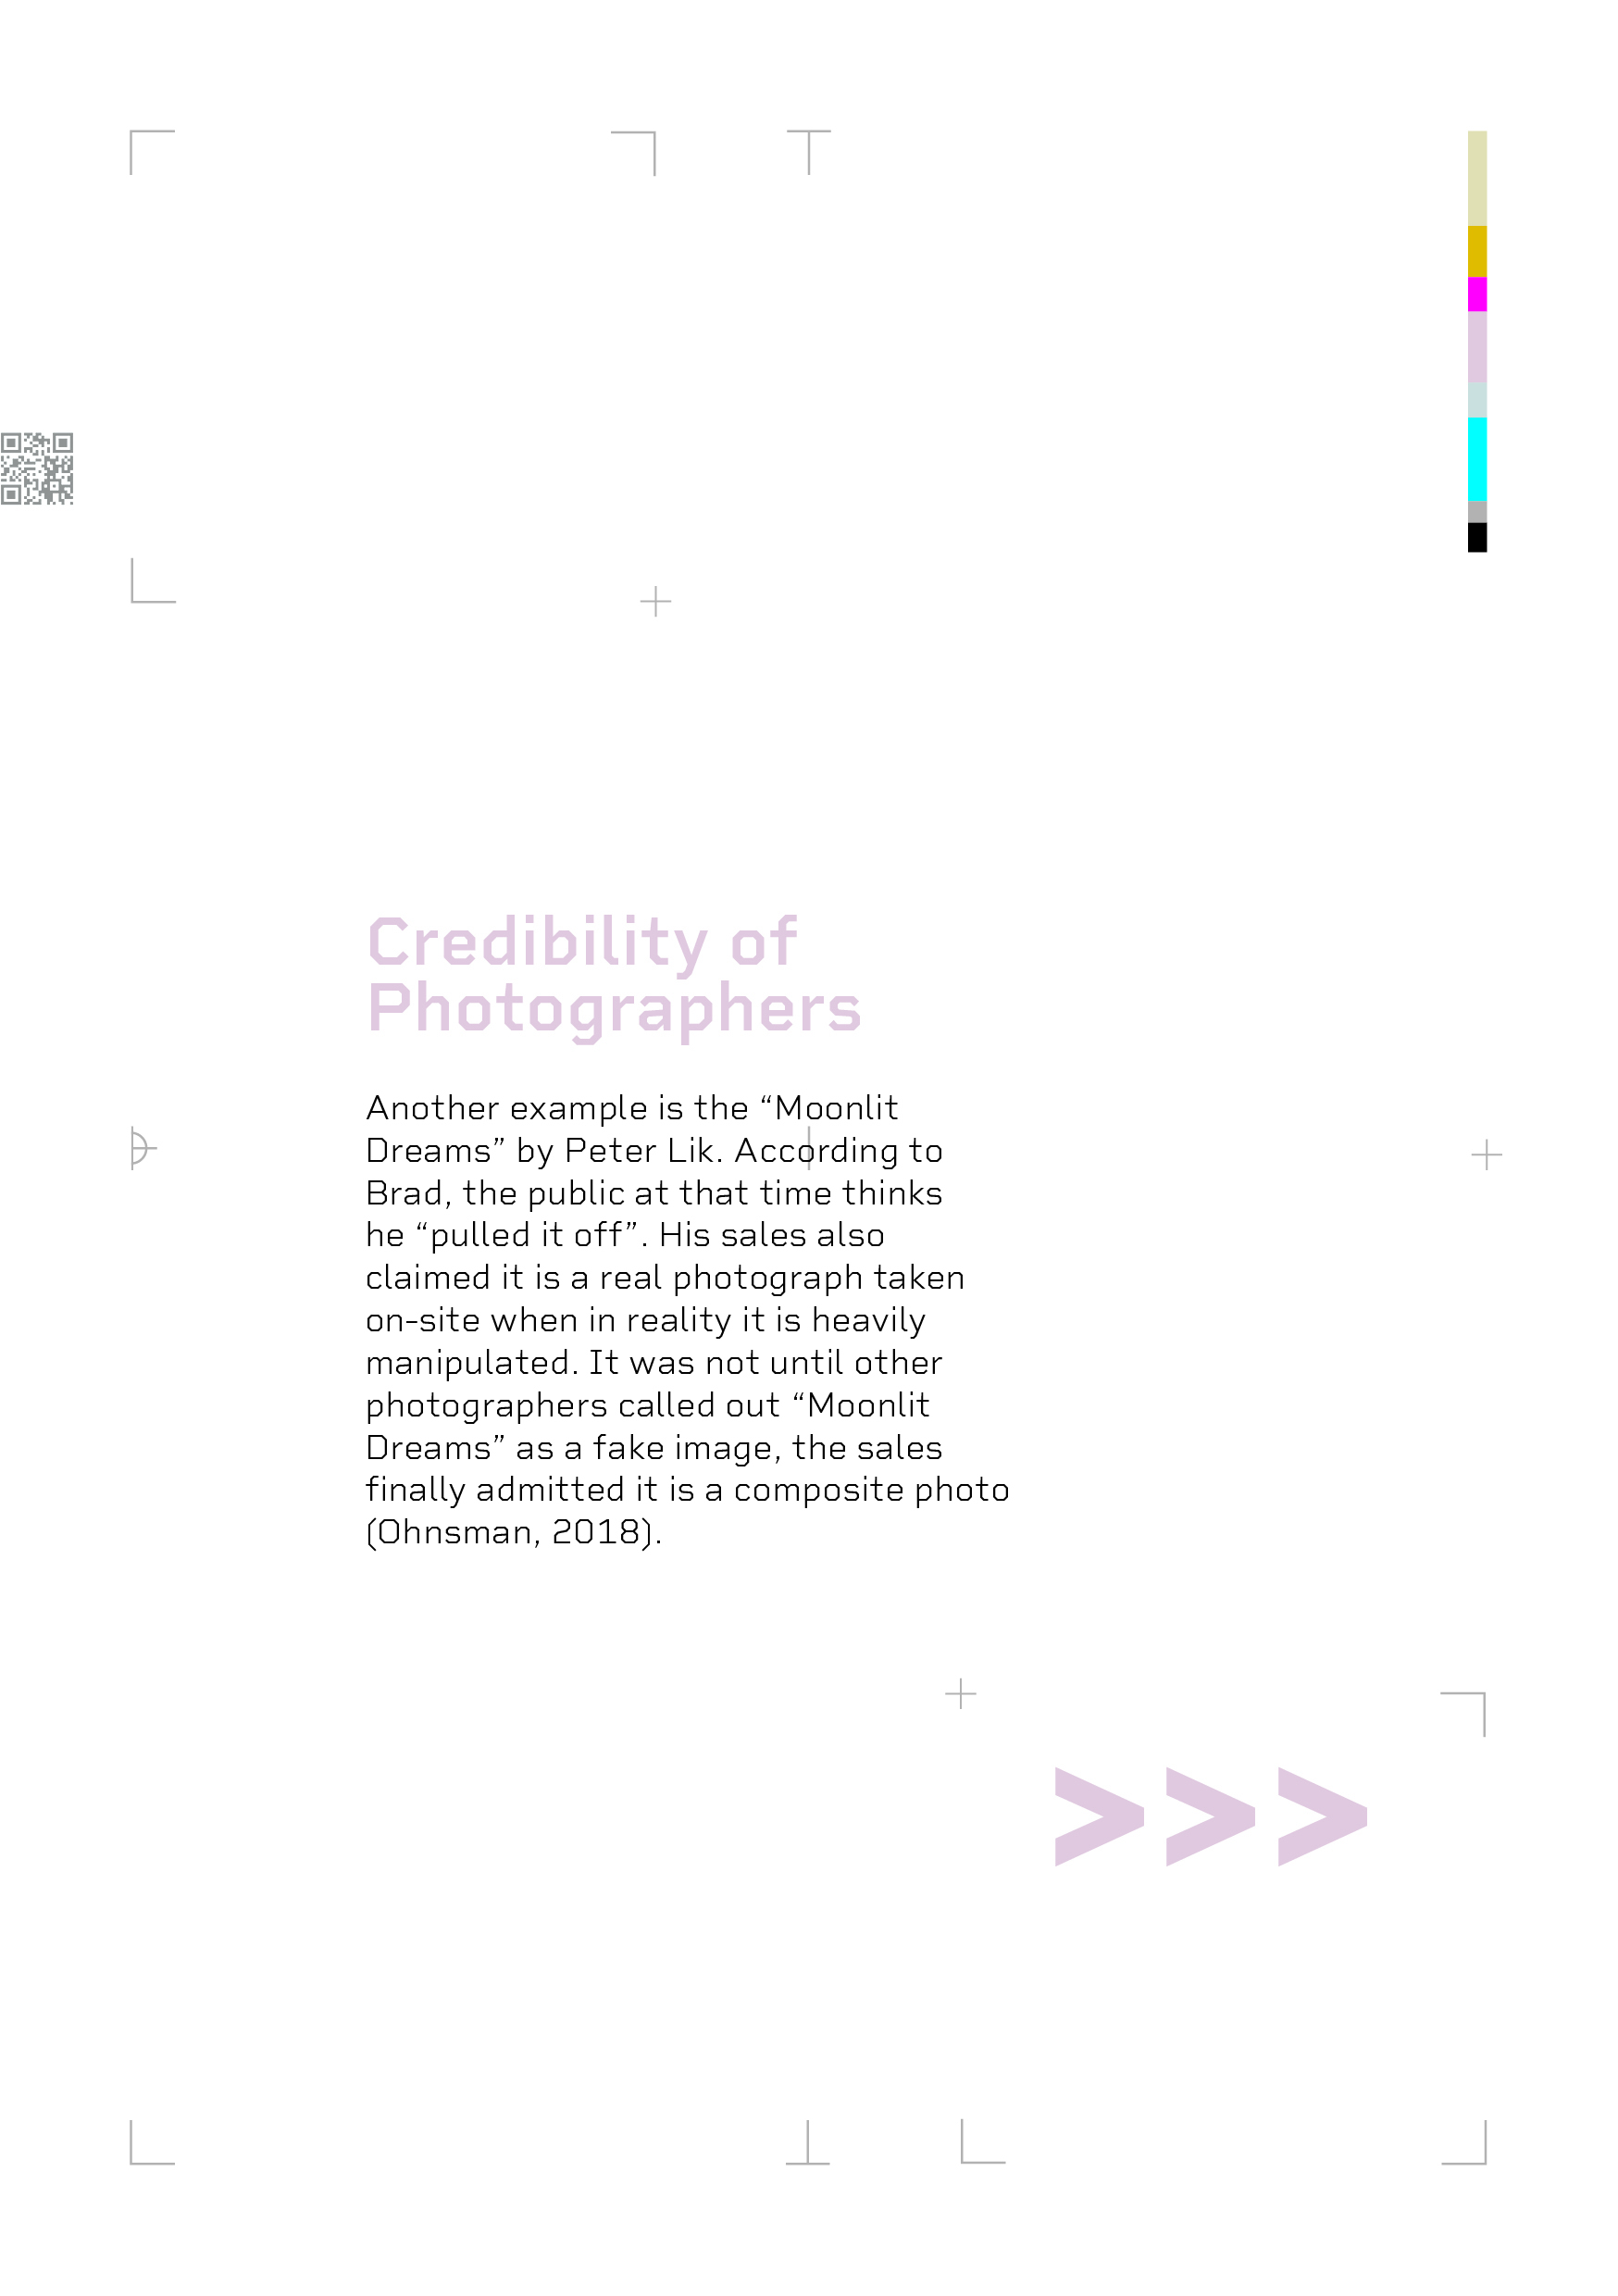 Credibility of
Photographers
Another example is the “Moonlit
Dreams” by Peter Lik. According to
Brad, the public at that time thinks
he “pulled it off”. His sales also
claimed it is a real photograph taken
on-site when in reality it is heavily
manipulated. It was not until other
photographers called out “Moonlit
Dreams” as a fake image, the sales
finally admitted it is a composite photo
(Ohnsman, 2018).
>>>